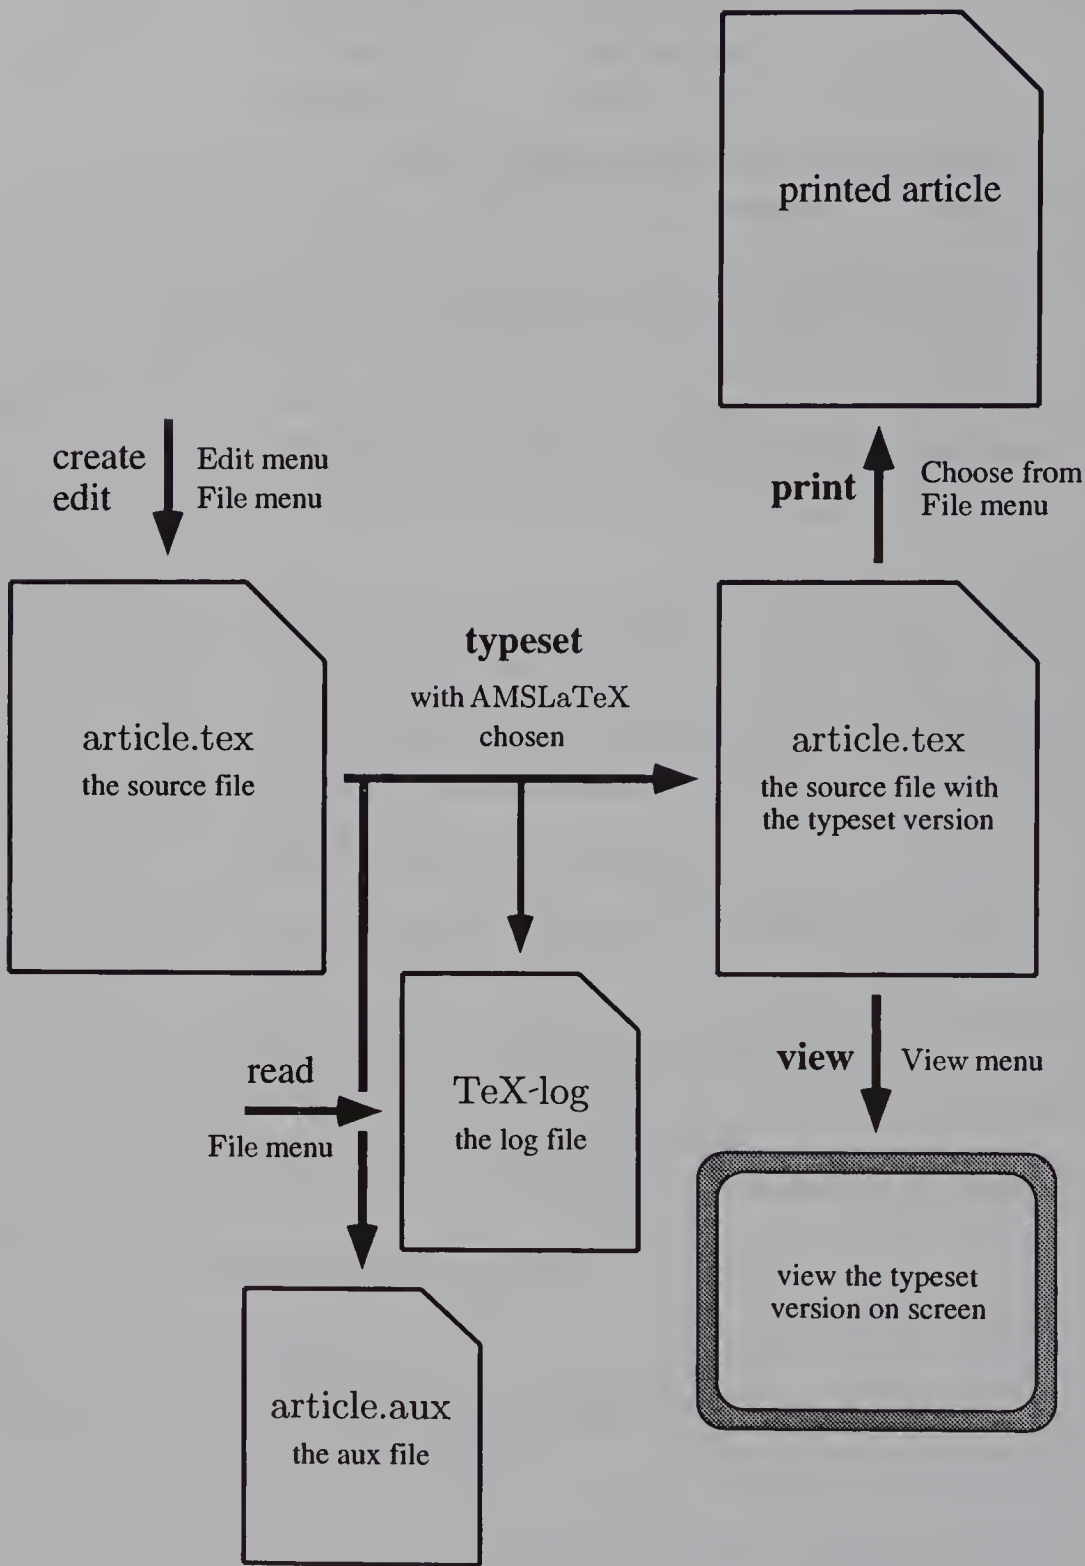 printed article
create
edit
Edit menu
File menu
print
Choose from
File menu
typeset
with AMSLaTeX
chosen
article.tex
the source file
article.tex
the source file with
the typeset version
read
File menu
TeX-log
the log file
view
View menu
view the typeset
version on screen
article.aux
the aux file